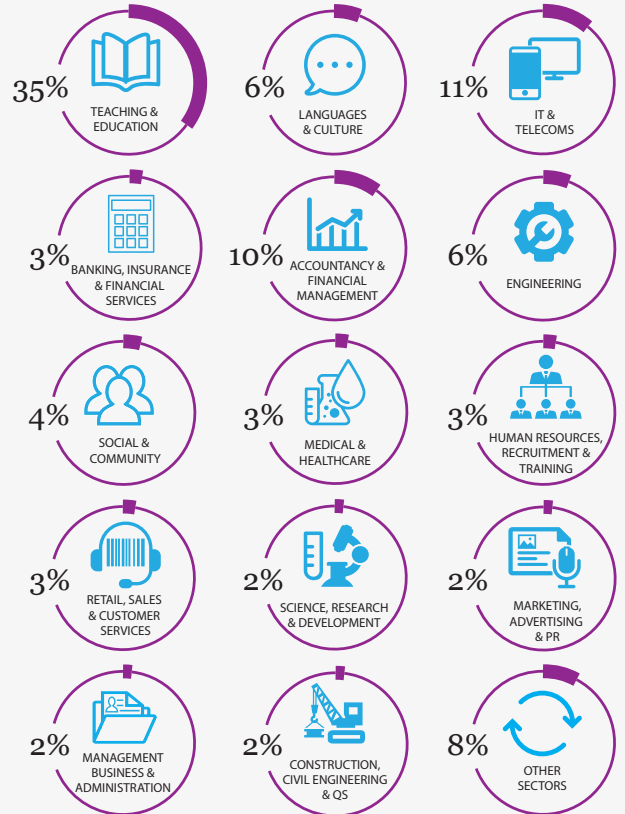 35%
TEACHING &
EDUCATION
6%
LANGUAGES
& CULTURE
11%
IT &
TELECOMS
3%
BANKING, INSURANCE
& FINANCIAL
SERVICES
10%
ACCOUNTANCY &
FINANCIAL
MANAGEMENT
6%
ENGINEERING
4%
SOCIAL &
COMMUNITY
3%
MEDICAL &
HEALTHCARE
3%
HUMAN RESOURCES,
RECRUITMENT &
TRAINING
3%
RETAIL, SALES
& CUSTOMER
SERVICES
2%
SCIENCE, RESEARCH
& DEVELOPMENT
2%
MARKETING,
ADVERTISING
& PR
2%
MANAGEMENT
BUSINESS &
ADMINISTRATION
2%
CONSTRUCTION,
CIVIL ENGINEERING
& QS
8%
OTHER
SECTORS